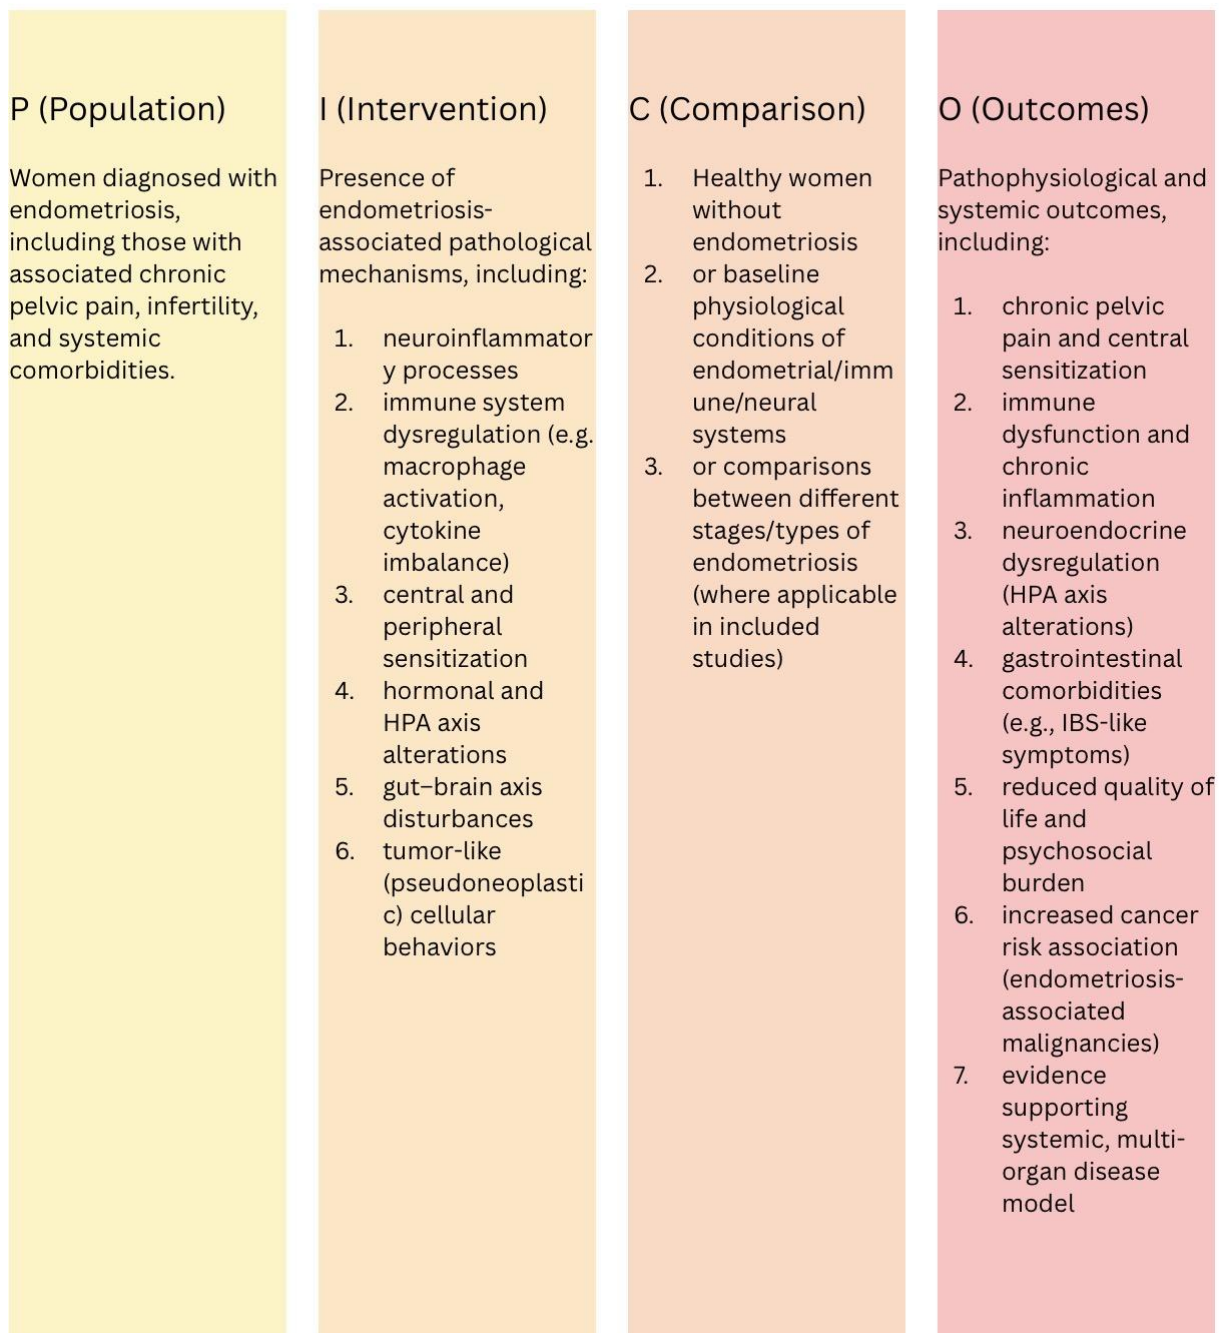 P (Population)
Women diagnosed with
endometriosis,
including those with
associated chronic
pelvic pain, infertility,
and systemic
comorbidities.
I (Intervention)
Presence of
endometriosis-
associated pathological
mechanisms, including:
1. neuroinflammator
y processes
2. immune system
dysregulation (e.g.
macrophage
activation,
cytokine
imbalance)
3. central and
peripheral
sensitization
4. hormonal and
HPA axis
alterations
5. gut–brain axis
disturbances
6. tumor-like
(pseudoneoplasti
c) cellular
behaviors
C (Comparison)
1. Healthy women
without
endometriosis
2. or baseline
physiological
conditions of
endometrial/imm
une/neural
systems
3. or comparisons
between different
stages/types of
endometriosis
(where applicable
in included
studies)
O (Outcomes)
Pathophysiological and
systemic outcomes,
including:
1. chronic pelvic
pain and central
sensitization
2. immune
dysfunction and
chronic
inflammation
3. neuroendocrine
dysregulation
(HPA axis
alterations)
4. gastrointestinal
comorbidities
(e.g., IBS-like
symptoms)
5. reduced quality of
life and
psychosocial
burden
6. increased cancer
risk association
(endometriosis-
associated
malignancies)
7. evidence
supporting
systemic, multi-
organ disease
model